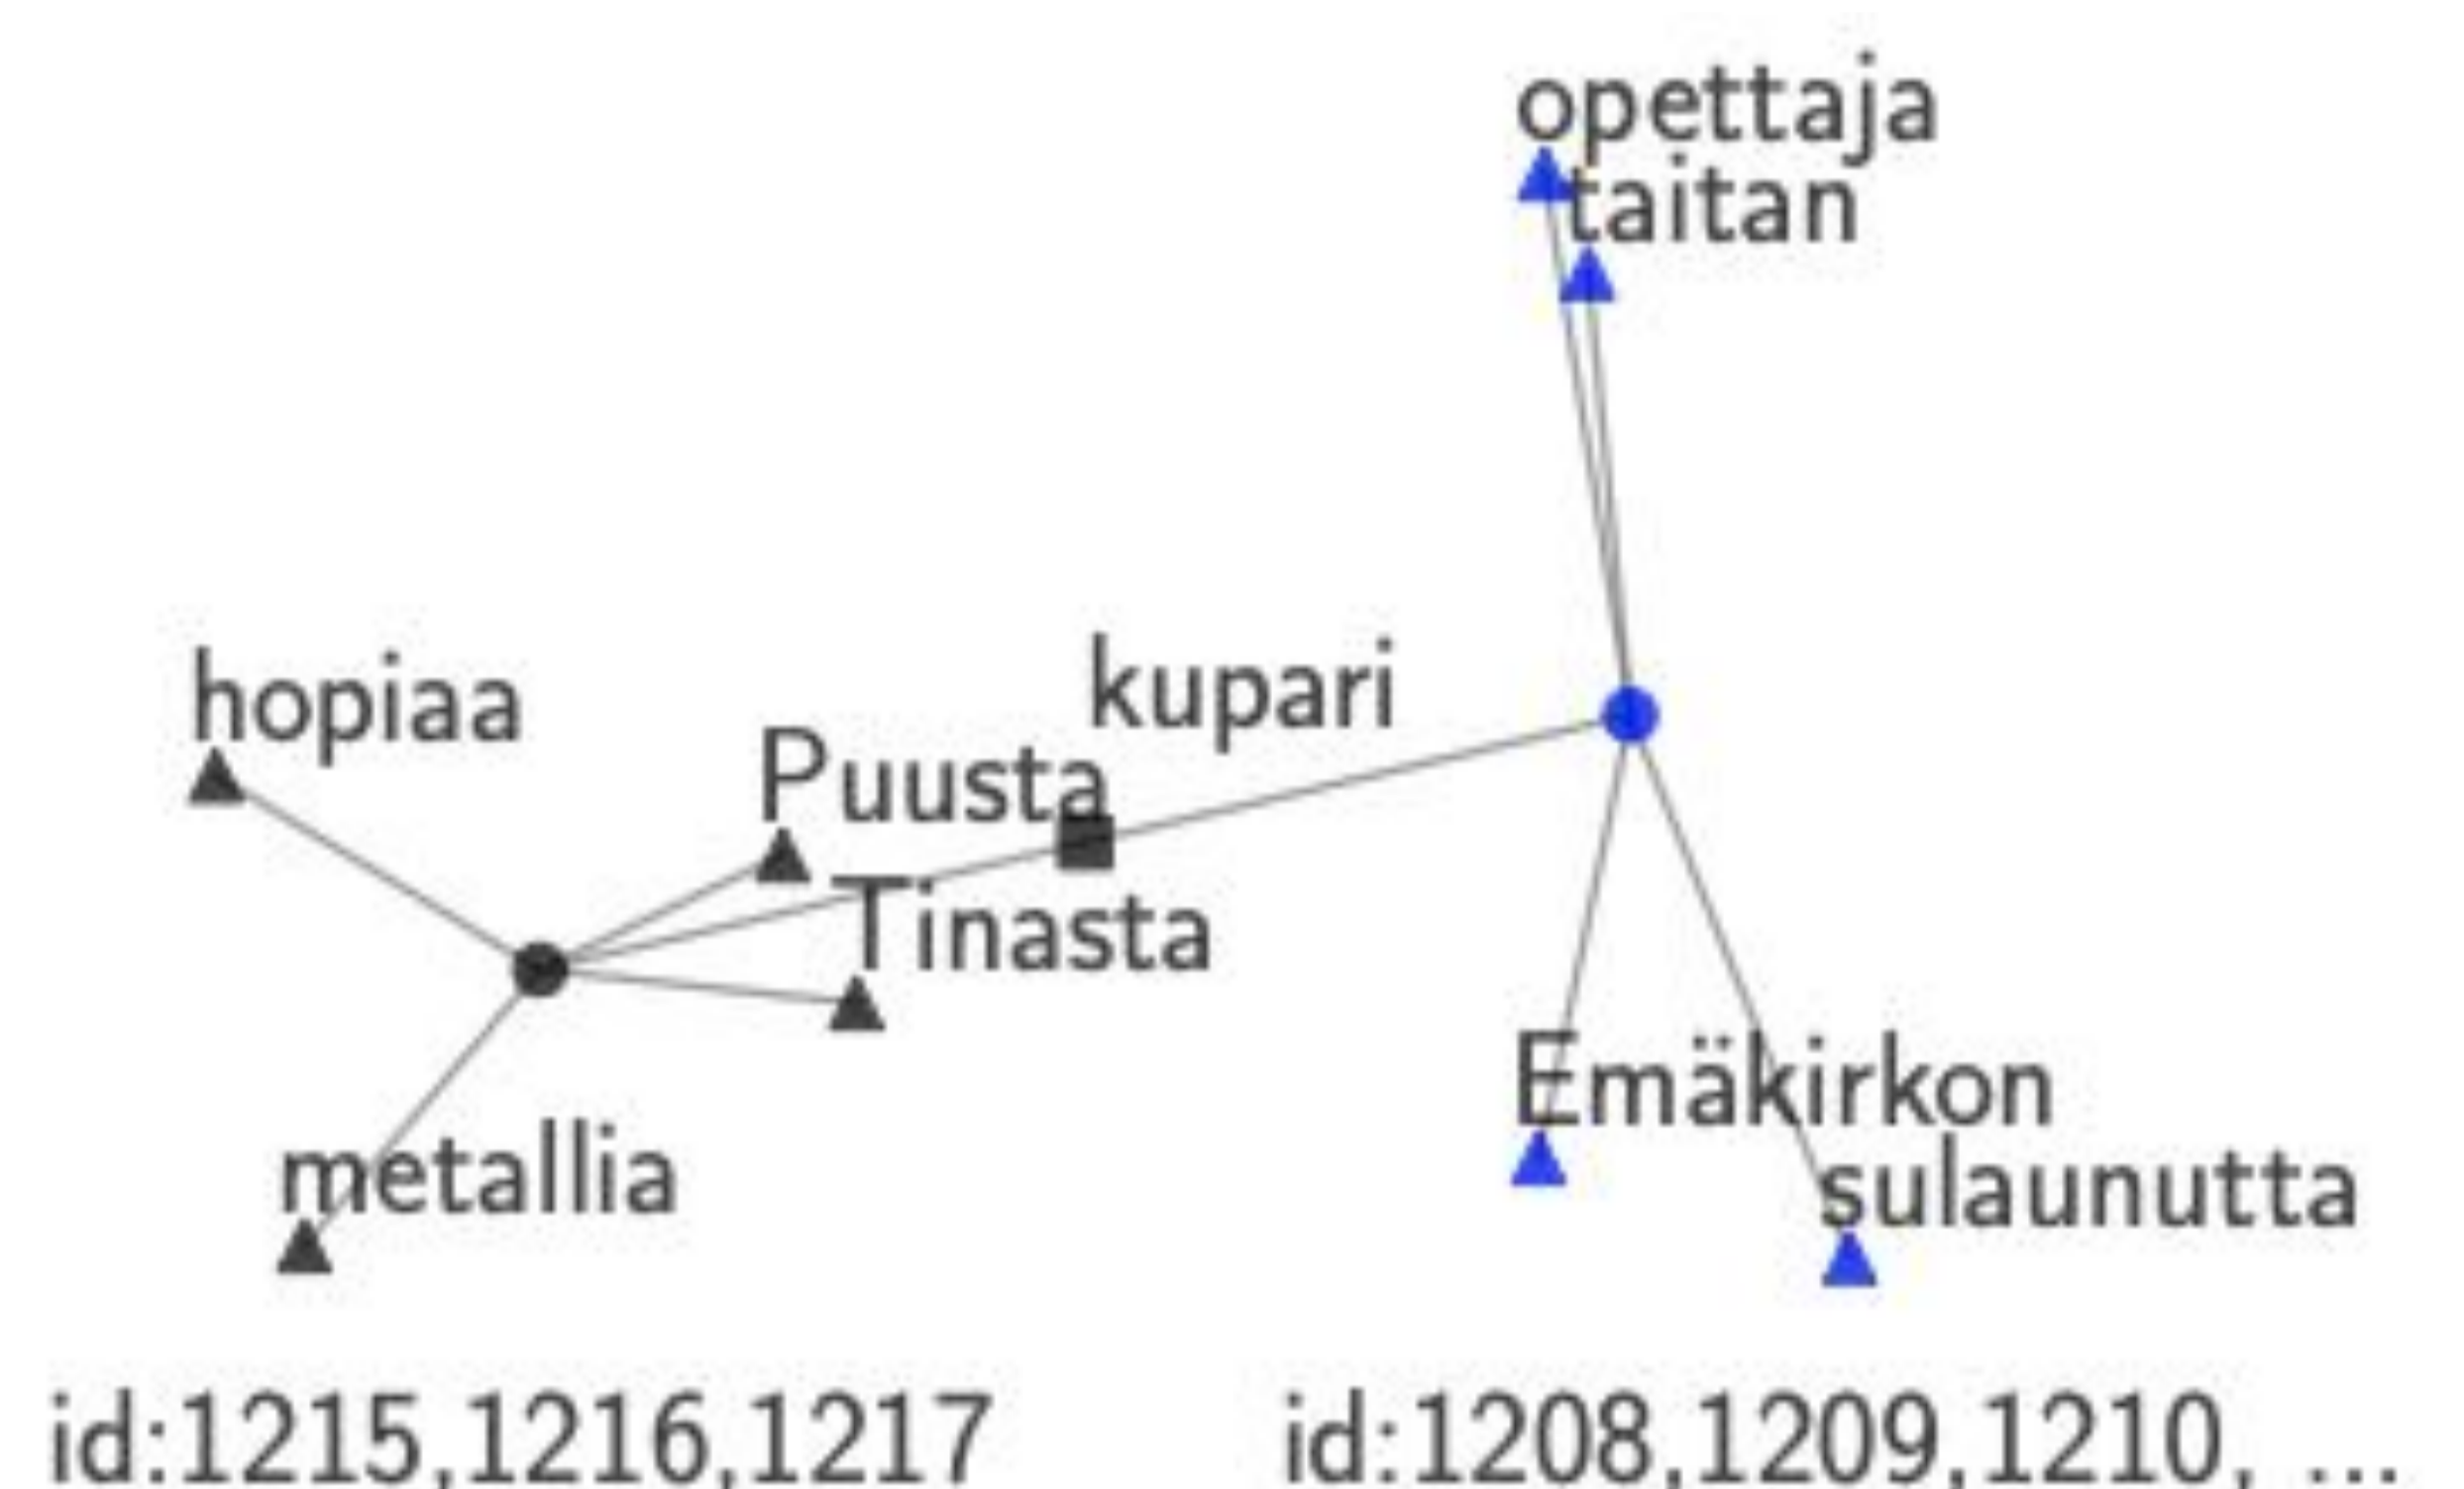 opettaja
taitan
hopiaa
kupari
Puusta
Tinasta
Emäkirkon
metallia
sulaunutta
id:1215,1216,1217
id:1208,1209,1210, ...